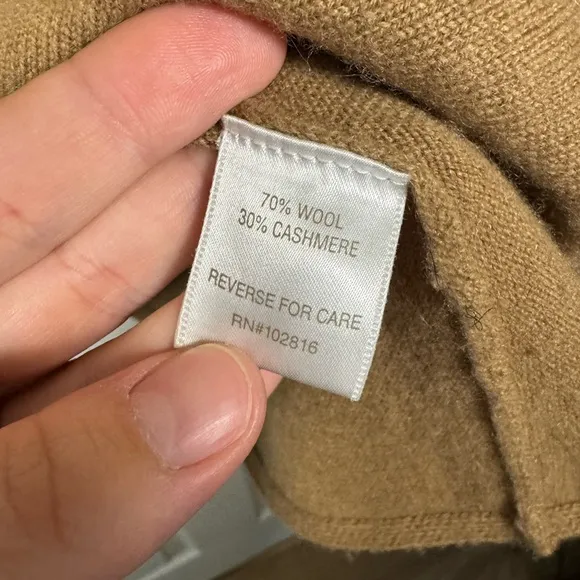 70% WOOL
30% CASHMERE
REVERSE FOR CARE
RN#102816